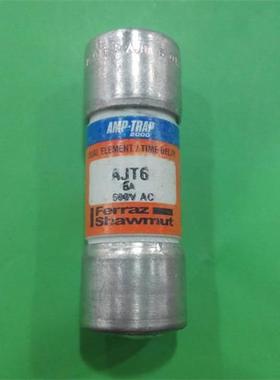 AMP-TRAP
2000
DUAL ELEMENT / TIME DELAY
AJT6
6A
600V AC
Ferraz
Shawmut